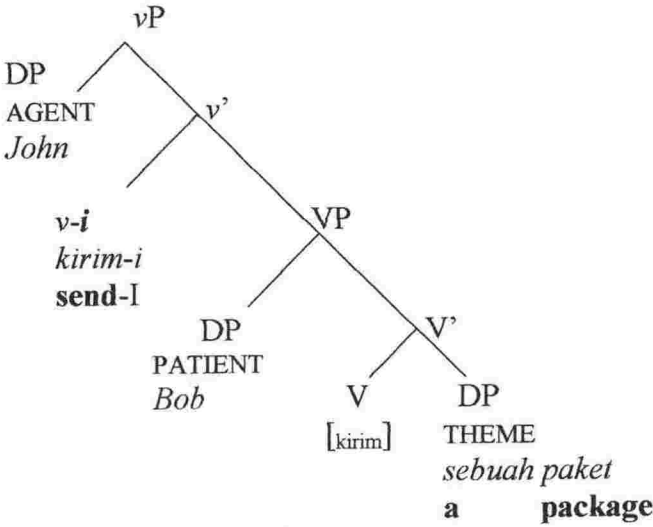 vP
DP
AGENT
John
v’
v-i
kirim-i
send-I
VP
DP
PATIENT
Bob
V’
V
[kirim]
DP
THEME
sebuah paket
a package